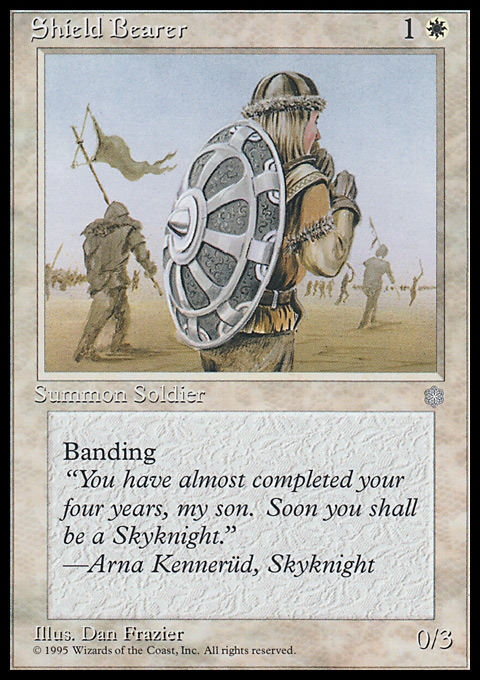 Shield Bearer 1
Summon Soldier
Banding
“You have almost completed your
four years, my son. Soon you shall
be a Skyknight.”
—Arna Kennerüd, Skyknight
Illus. Dan Frazier
0/3
© 1995 Wizards of the Coast, Inc. All rights reserved.